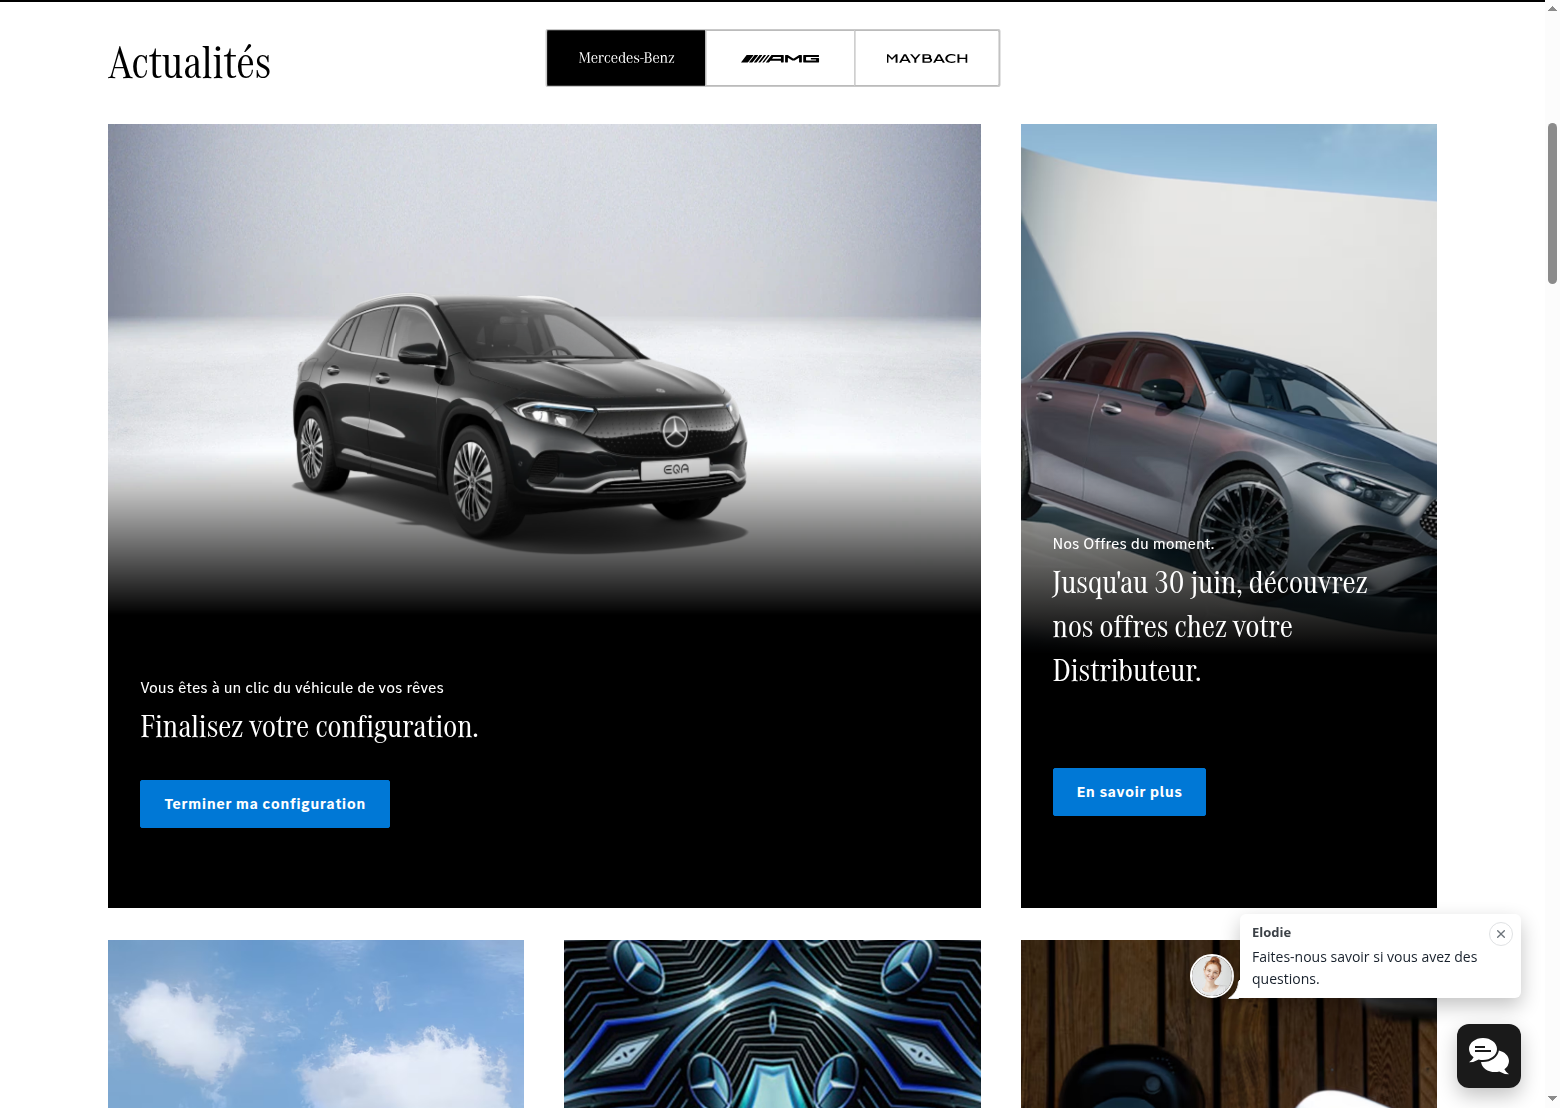 Actualités
Mercedes-Benz
AMG
MAYBACH
EQA
Vous êtes à un clic du véhicule de vos rêves
Finalisez votre configuration.
Terminer ma configuration
Nos Offres du moment.
Jusqu'au 30 juin, découvrez
nos offres chez votre
Distributeur.
En savoir plus
Elodie
Faites-nous savoir si vous avez des
questions.